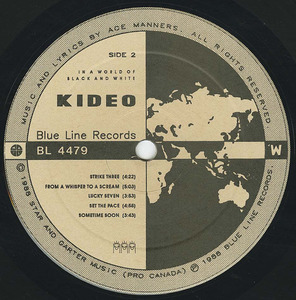 MUSIC AND LYRICS BY ACE MANNERS. ALL RIGHTS RESERVED.
SIDE 2
IN A WORLD OF
BLACK AND WHITE
KIDEO
Blue Line Records
BL 4479
W
STRIKE THREE (4:22)
FROM A WHISPER TO A SCREAM (5:03)
LUCKY SEVEN (3:53)
SET THE PACE (4:56)
SOMETIME SOON (3:43)
© 1988 STAR AND GARTER MUSIC (PRO CANADA)
℗ 1988 BLUE LINE RECORDS.